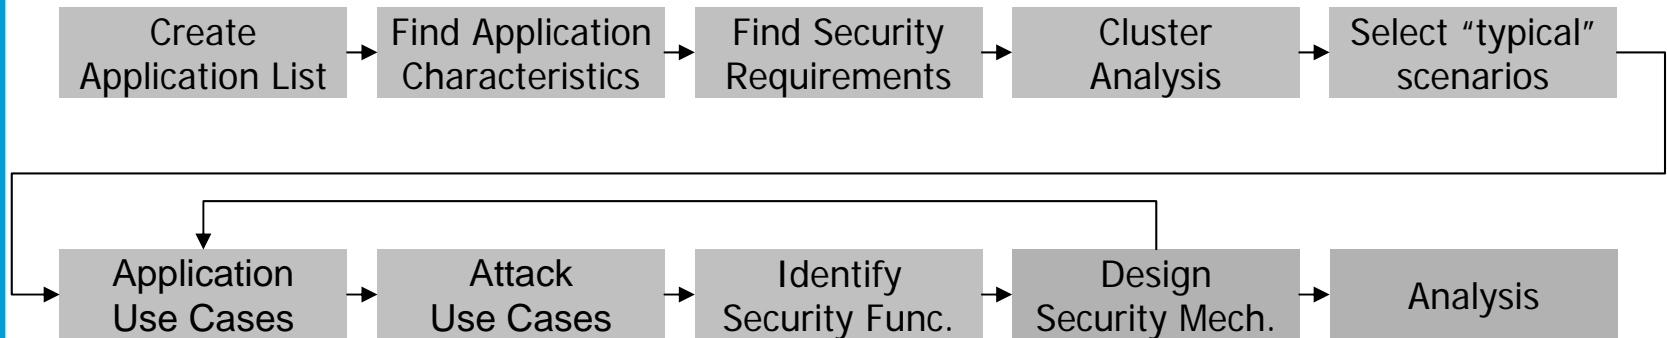 Create
Application List
Find Application
Characteristics
Find Security
Requirements
Cluster
Analysis
Select “typical”
scenarios
Application
Use Cases
Attack
Use Cases
Identify
Security Func.
Design
Security Mech.
Analysis